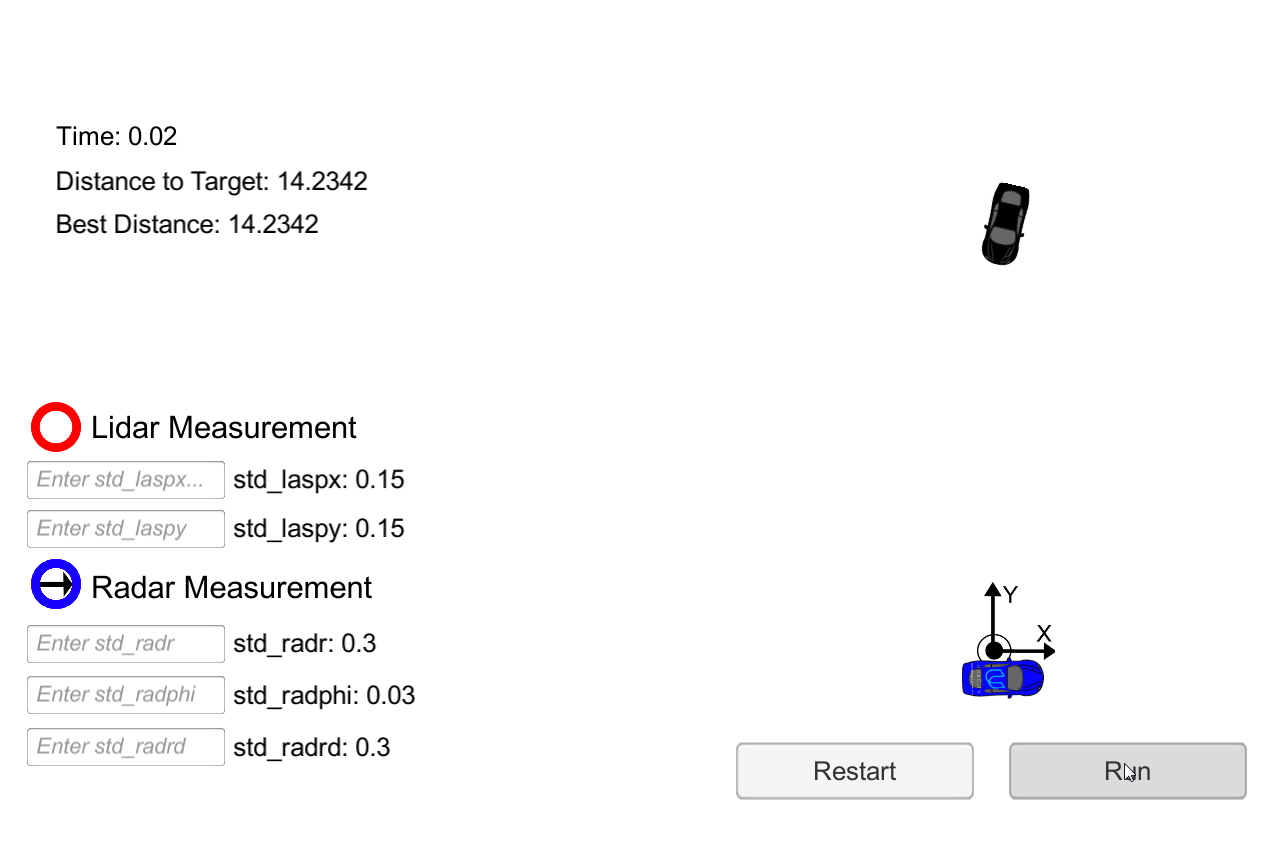 Time: 0.02
Distance to Target: 14.2342
Best Distance: 14.2342
Lidar Measurement
Enter std_laspx... std_laspx: 0.15
Enter std_laspy std_laspy: 0.15
Radar Measurement
Enter std_radr std_radr: 0.3
Enter std_radphi std_radphi: 0.03
Enter std_radrd std_radrd: 0.3
Y
X
Restart
Run